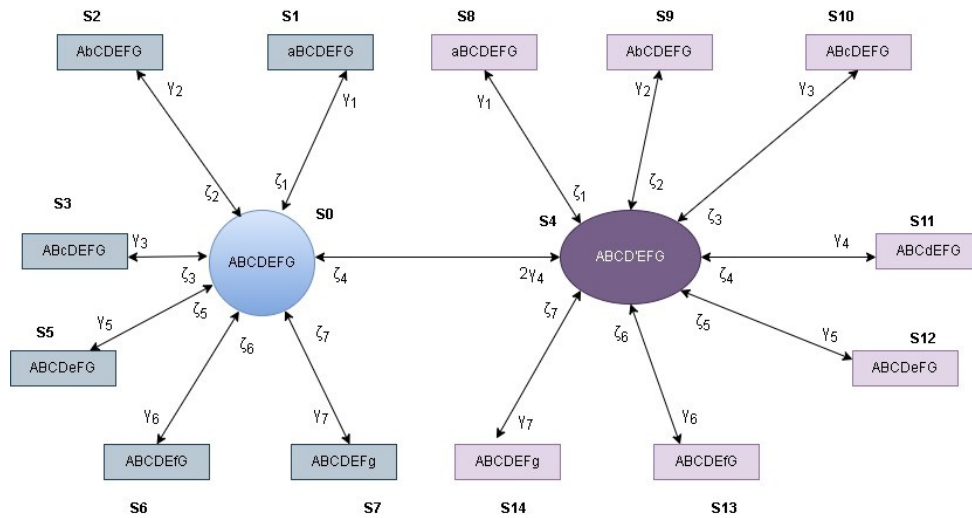 S2
S1
S8
S9
S10
AbCDEFG
aBCDEFG
aBCDEFG
AbCDEFG
ABcDEFG
γ2
γ1
γ1
γ2
γ3
ζ2
ζ1
ζ1
ζ2
ζ3
S3
S0
S4
S11
ABcDEFG
γ3
ζ3
ABCDEFG
ζ4
2γ4
ABCD'EFG
ζ4
γ4
ABCdEFG
S5
γ5
ζ5
ζ6
ζ7
ζ7
ζ6
ζ5
γ5
S12
ABCDeFG
ABCDeFG
γ6
γ7
γ7
γ6
ABCDEfG
ABCDEFg
ABCDEFg
ABCDEfG
S6
S7
S14
S13